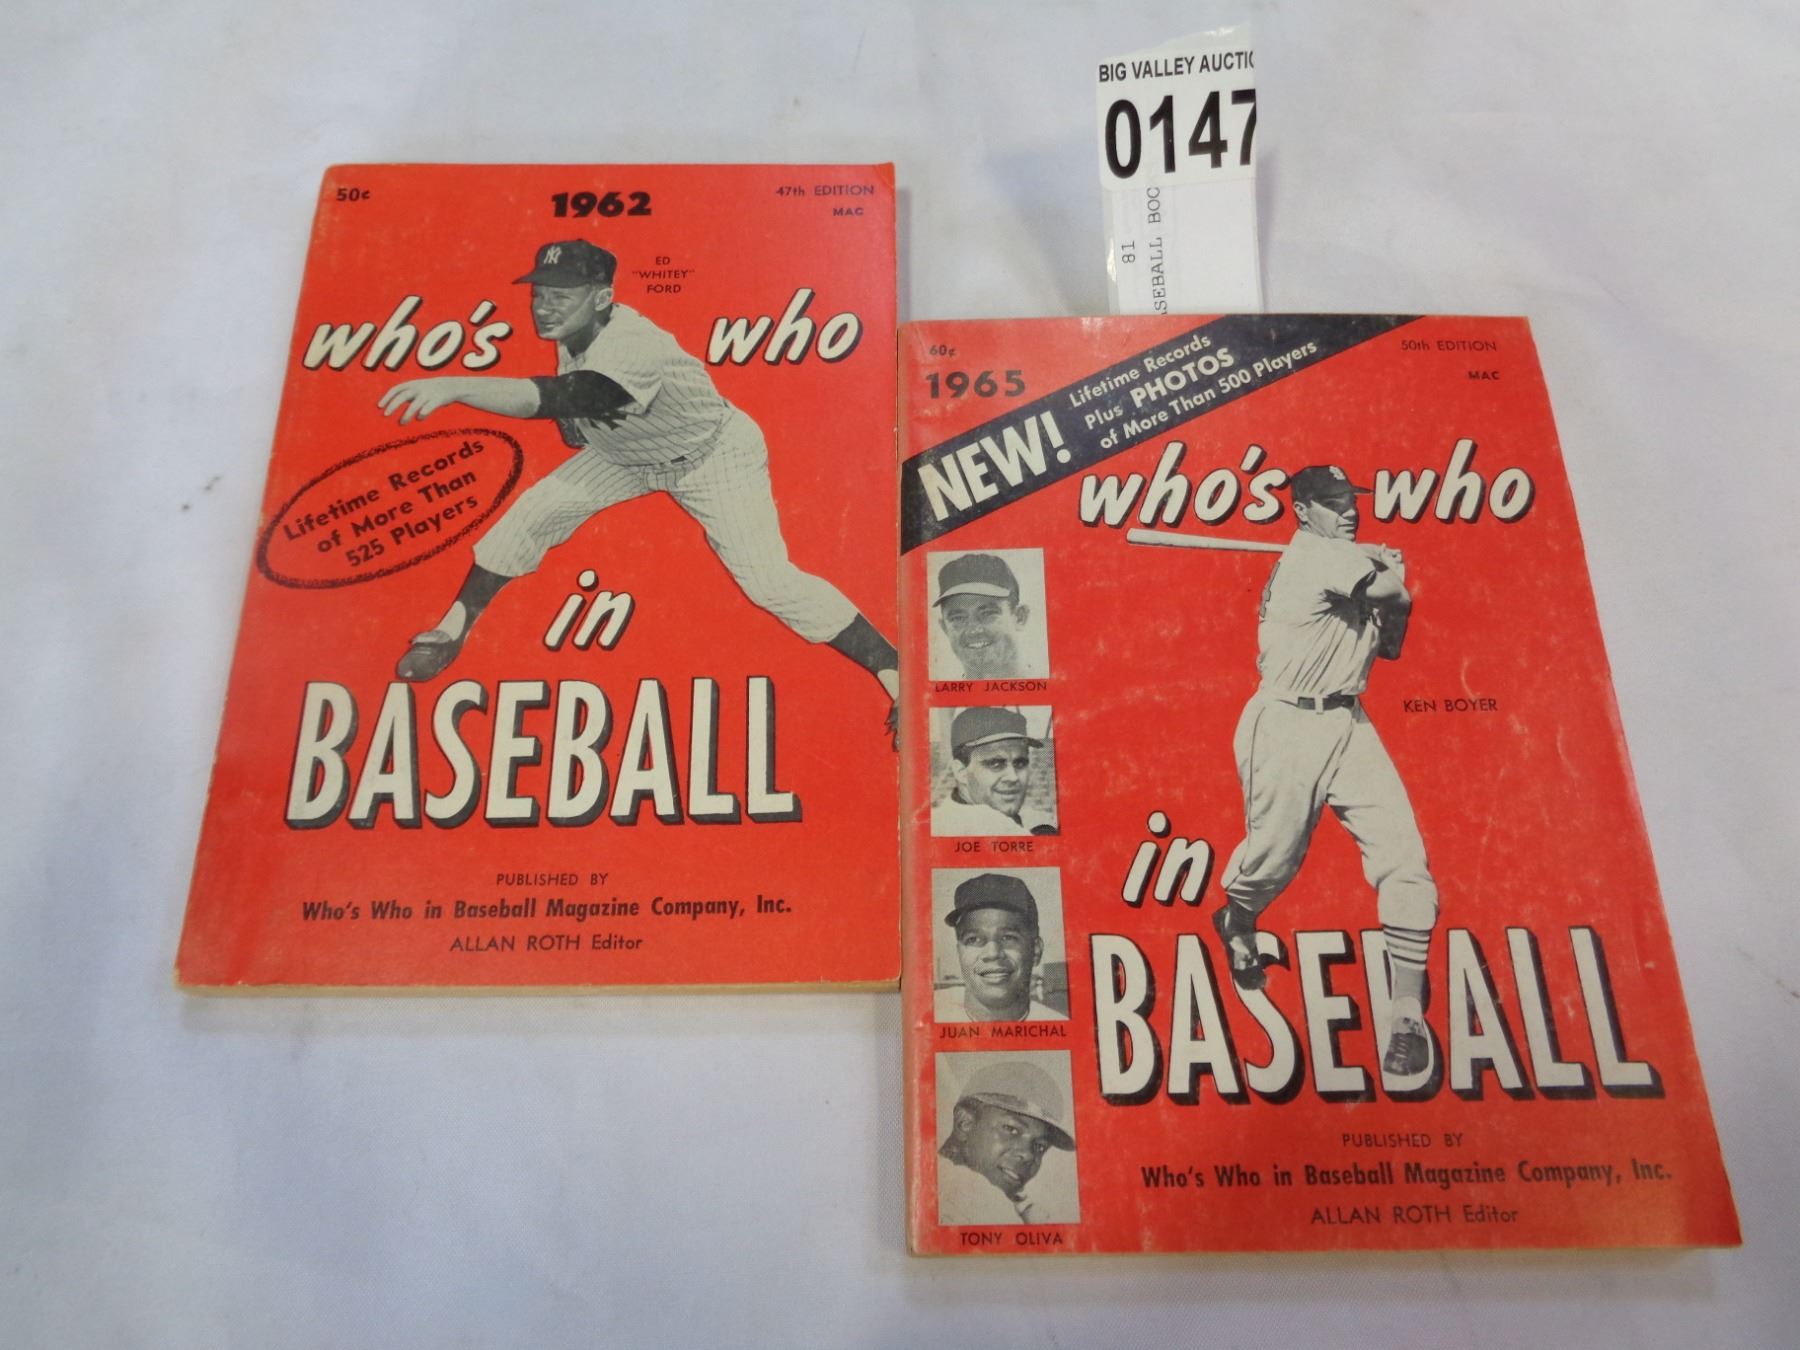 BIG VALLEY AUCTIO
0147
81
SEBALL BOO
50¢
1962
47th EDITION
MAC
ED
"WHITEY"
FORD
who's who
Lifetime Records
of More Than
525 Players
in
BASEBALL
PUBLISHED BY
Who's Who in Baseball Magazine Company, Inc.
ALLAN ROTH Editor
60¢
1965
NEW!
Lifetime Records
Plus PHOTOS
of More Than 500 Players
50th EDITION
MAC
who's who
LARRY JACKSON
KEN BOYER
JOE TORRE
in
JUAN MARICHAL
BASEBALL
TONY OLIVA
PUBLISHED BY
Who's Who in Baseball Magazine Company, Inc.
ALLAN ROTH Editor